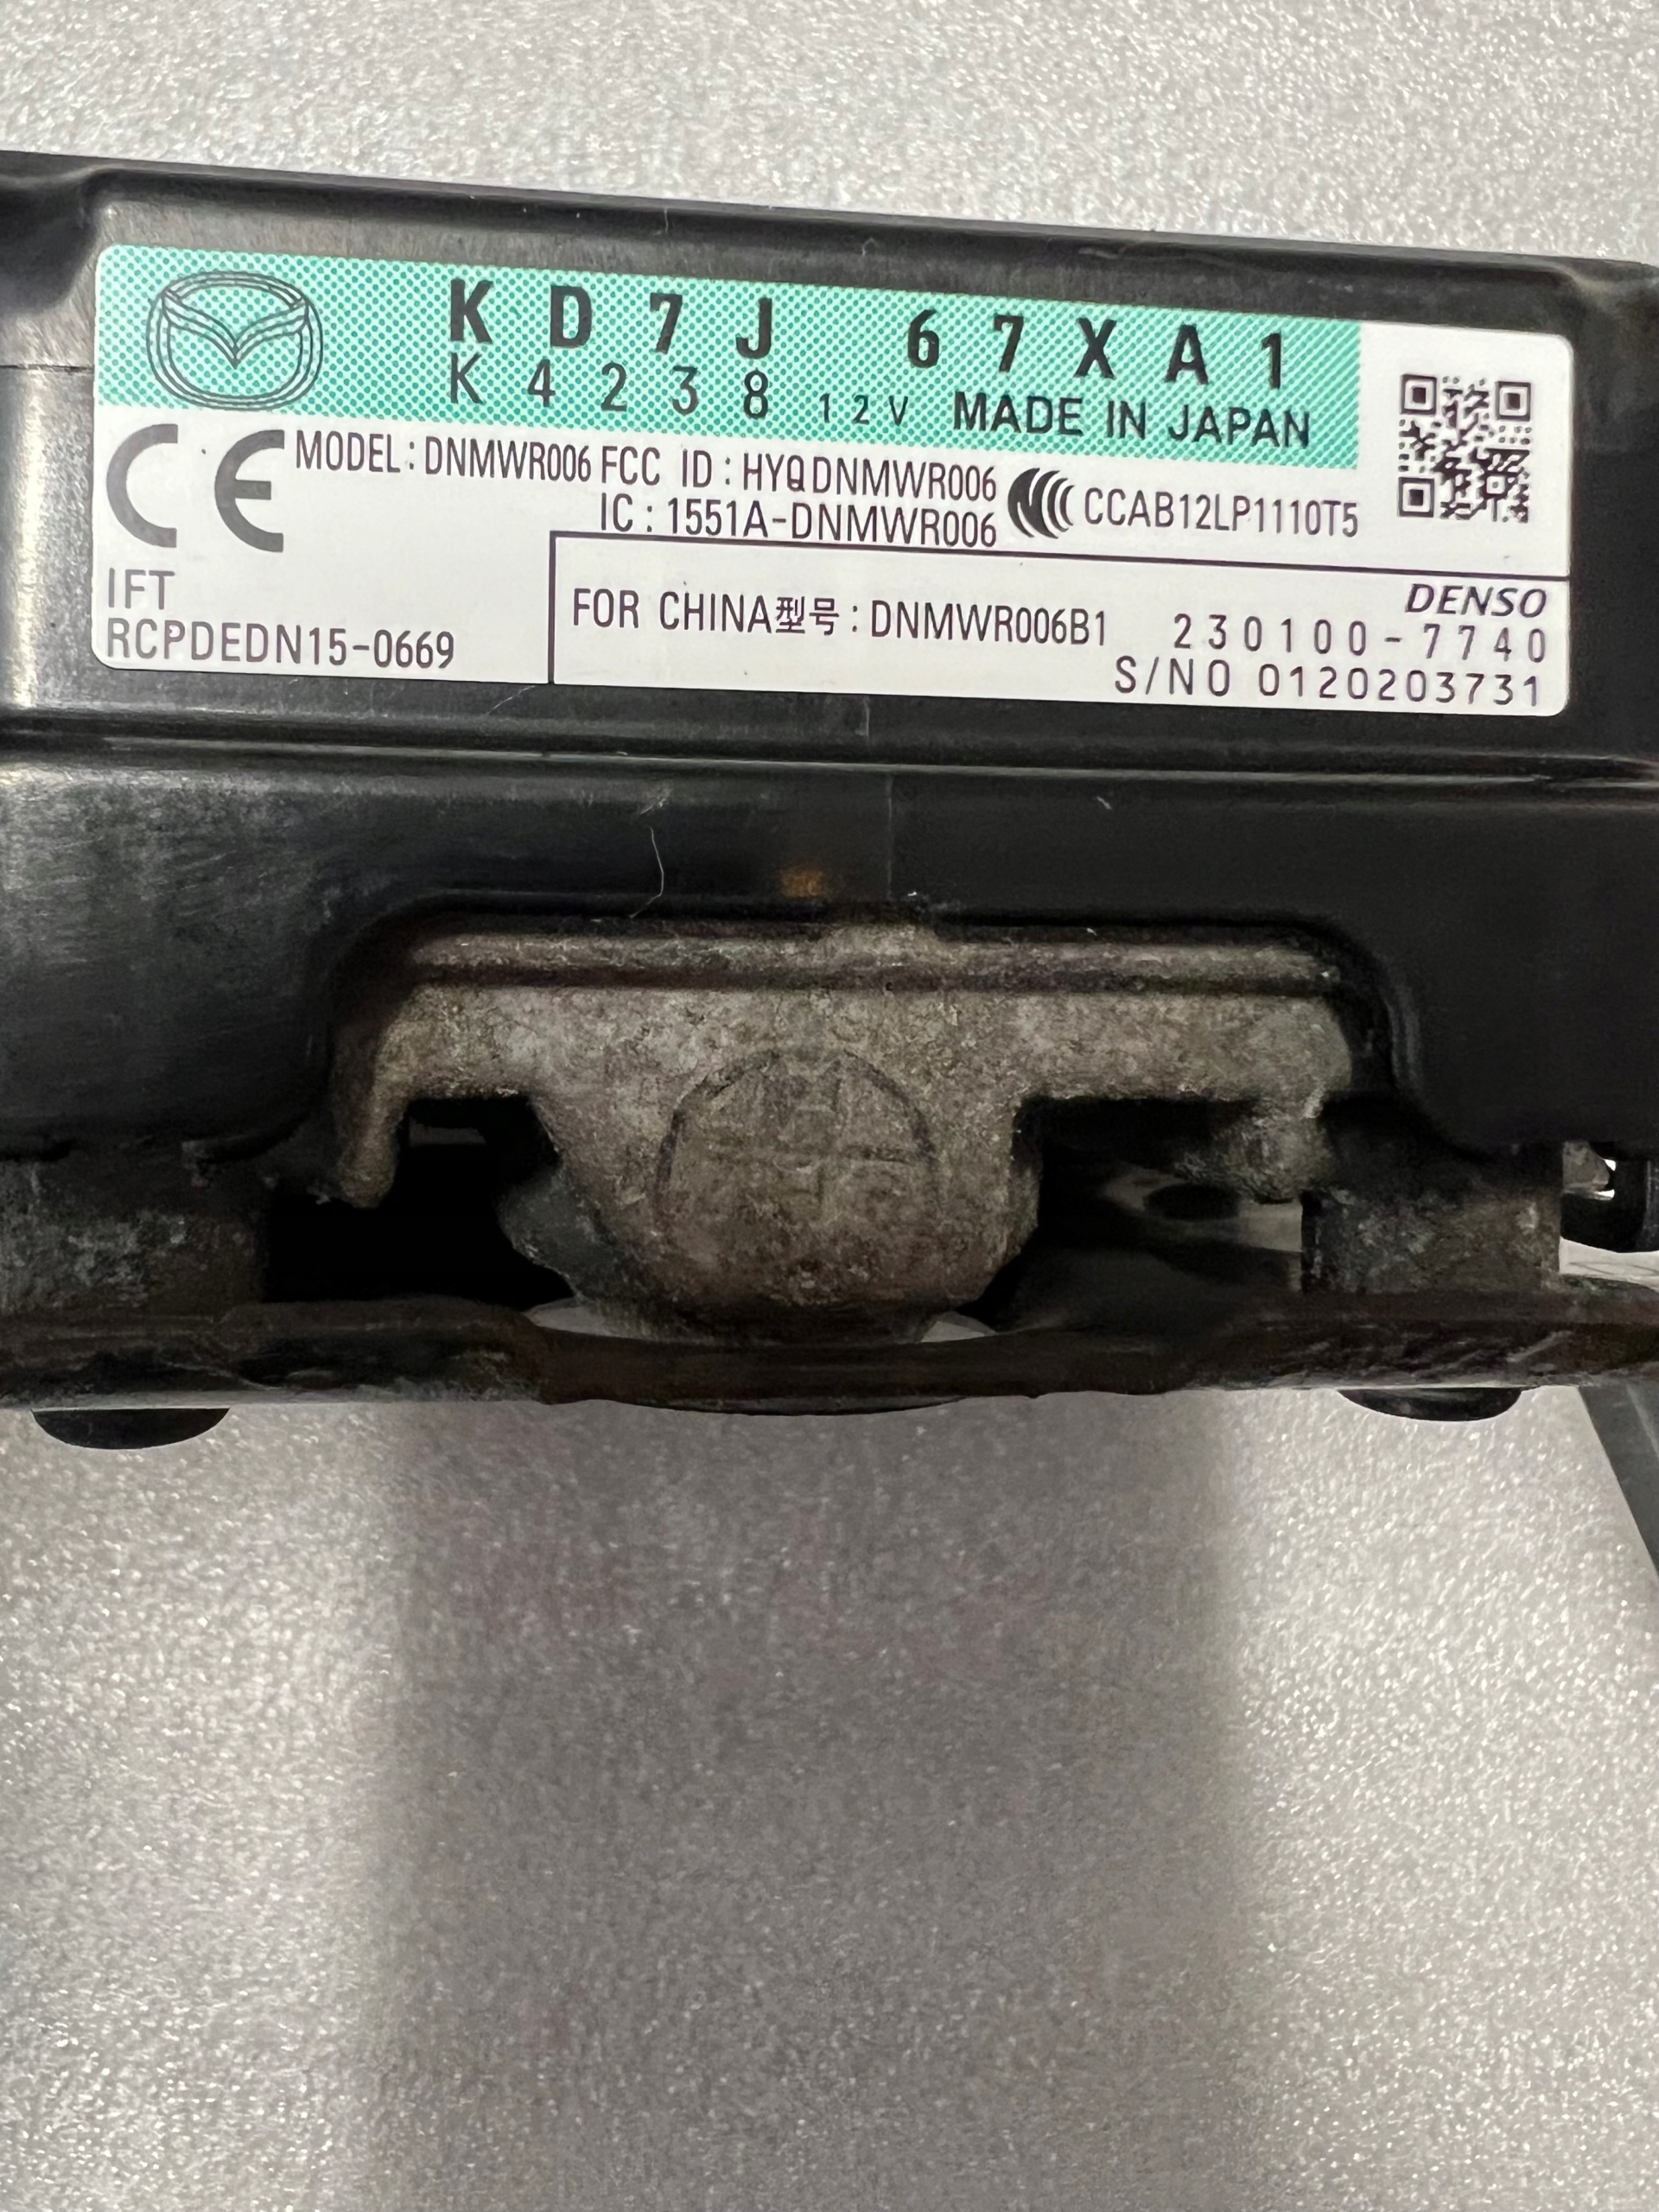 KD7J 67XA1
K4238 12V MADE IN JAPAN
CE MODEL:DNMWR006 FCC ID:HYQDNMWR006
IC:1551A-DNMWR006 CCAB12LP1110T5
IFT
RCPDEDN15-0669
FOR CHINA型号:DNMWR006B1
DENSO
230100-7740
S/NO 0120203731